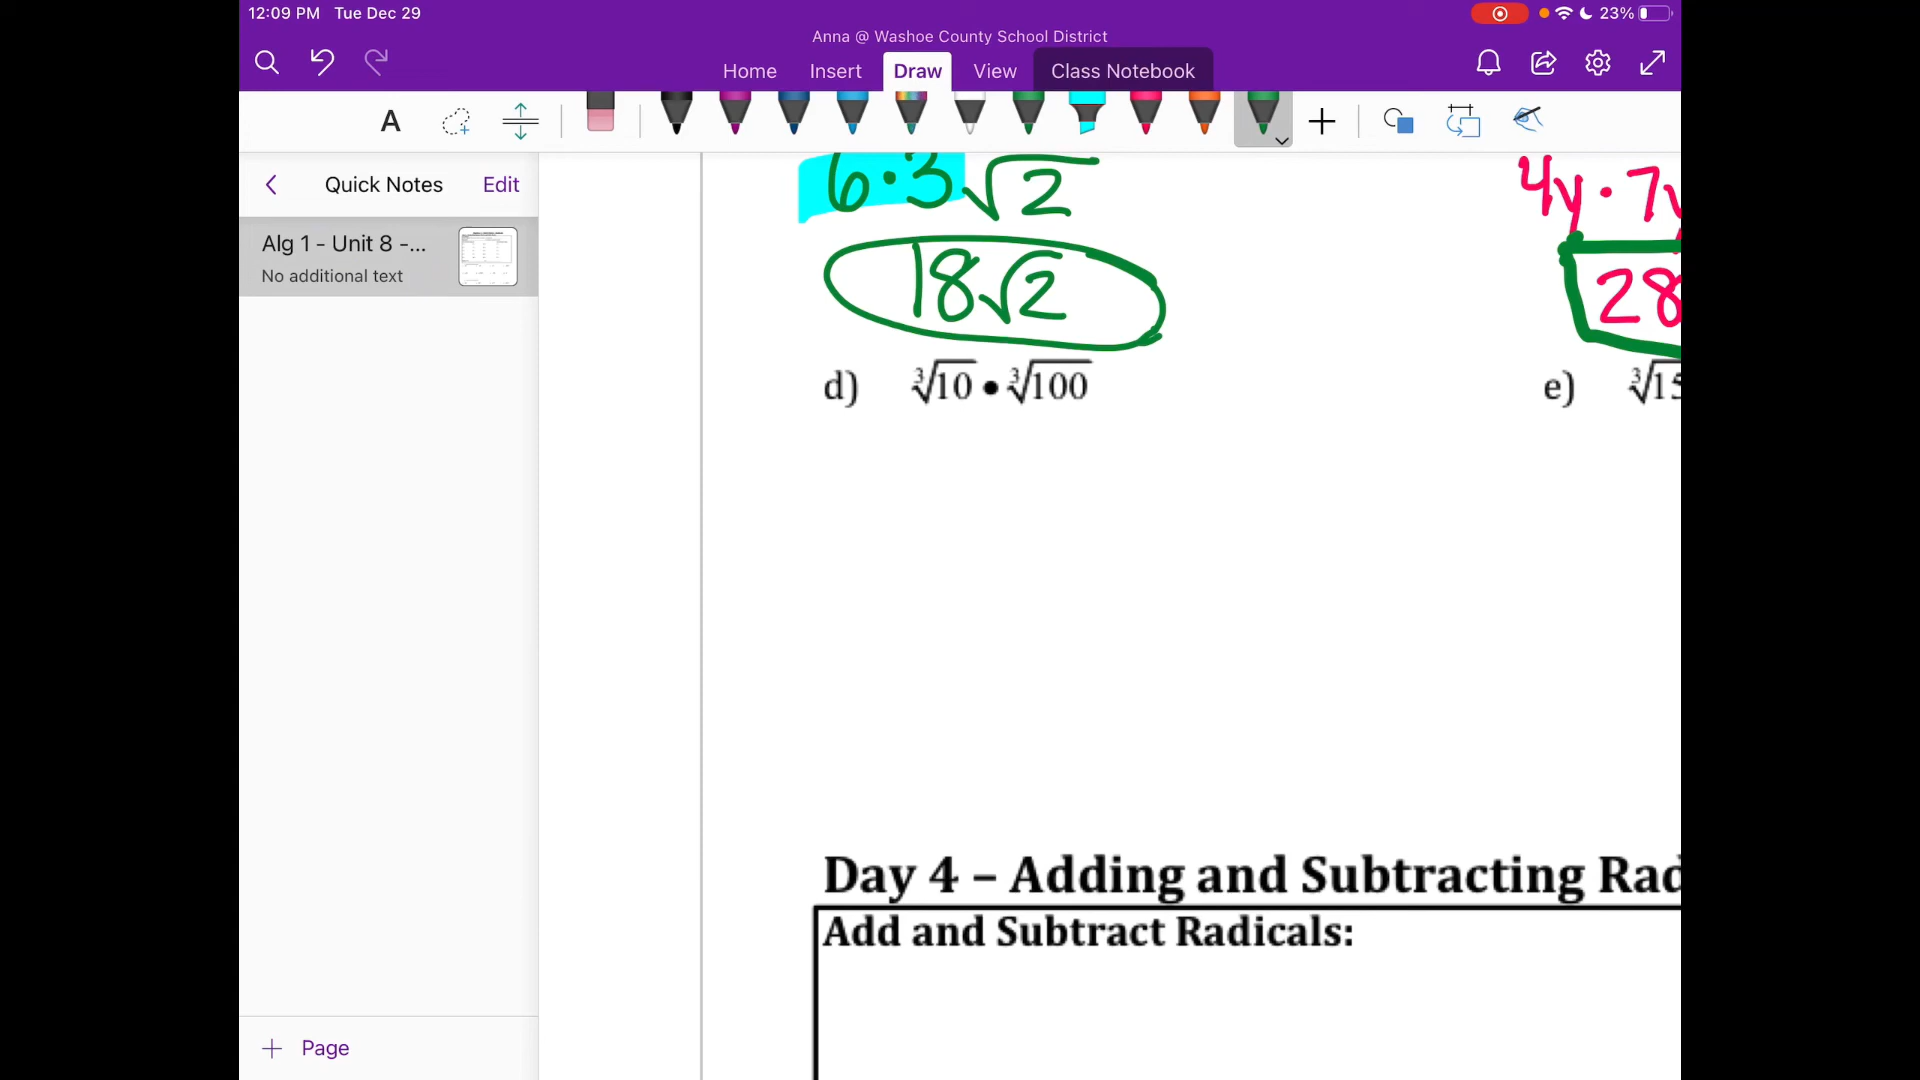 12:09 PM Tue Dec 29
23%
Anna @ Washoe County School District
Home Insert Draw View Class Notebook
A
Quick Notes Edit
Alg 1 - Unit 8 -...
No additional text
6 · 3√2
4y · 7
18√2
28
d) ∛10 • ∛100
e) ∛15
Day 4 – Adding and Subtracting Rad
Add and Subtract Radicals:
Page